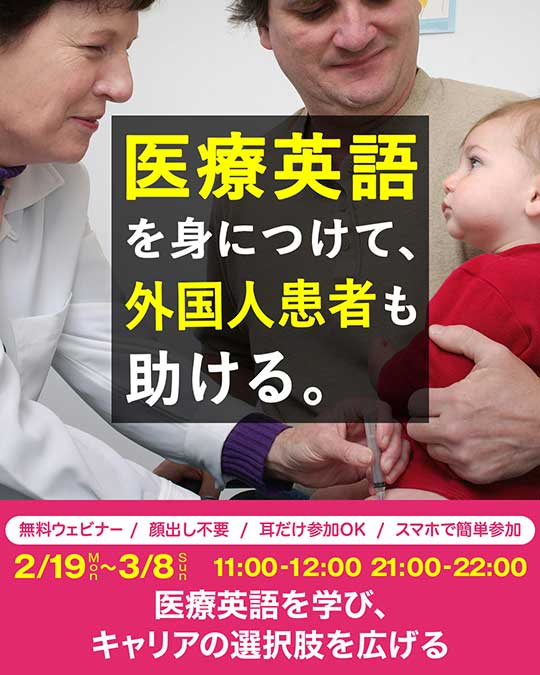 医療英語
を身につけて、
外国人患者も
助ける。
無料ウェビナー / 顔出し不要 / 耳だけ参加OK / スマホで簡単参加
2/19Mon〜3/8Sun 11:00-12:00 21:00-22:00
医療英語を学び、
キャリアの選択肢を広げる